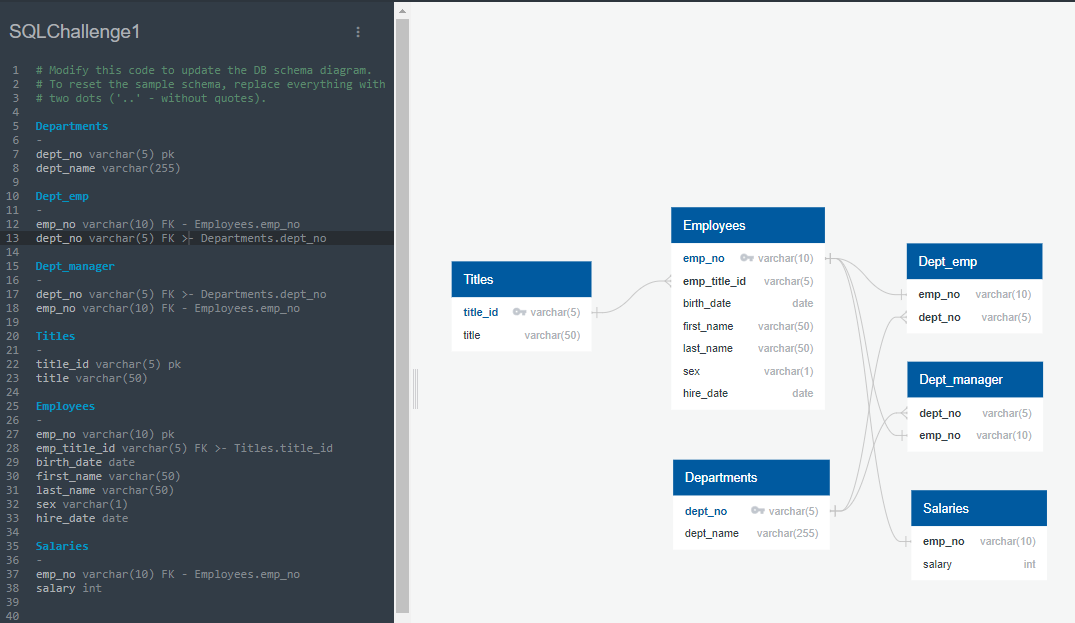 SQLChallenge1
1 # Modify this code to update the DB schema diagram.
2 # To reset the sample schema, replace everything with
3 # two dots ('..' - without quotes).
4
5 Departments
6 -
7 dept_no varchar(5) pk
8 dept_name varchar(255)
9
10 Dept_emp
11 -
12 emp_no varchar(10) FK - Employees.emp_no
13 dept_no varchar(5) FK >- Departments.dept_no
14
15 Dept_manager
16 -
17 dept_no varchar(5) FK >- Departments.dept_no
18 emp_no varchar(10) FK - Employees.emp_no
19
20 Titles
21 -
22 title_id varchar(5) pk
23 title varchar(50)
24
25 Employees
26 -
27 emp_no varchar(10) pk
28 emp_title_id varchar(5) FK >- Titles.title_id
29 birth_date date
30 first_name varchar(50)
31 last_name varchar(50)
32 sex varchar(1)
33 hire_date date
34
35 Salaries
36 -
37 emp_no varchar(10) FK - Employees.emp_no
38 salary int
39
40
Titles
title_id varchar(5)
title varchar(50)
Employees
emp_no varchar(10)
emp_title_id varchar(5)
birth_date date
first_name varchar(50)
last_name varchar(50)
sex varchar(1)
hire_date date
Departments
dept_no varchar(5)
dept_name varchar(255)
Dept_emp
emp_no varchar(10)
dept_no varchar(5)
Dept_manager
dept_no varchar(5)
emp_no varchar(10)
Salaries
emp_no varchar(10)
salary int